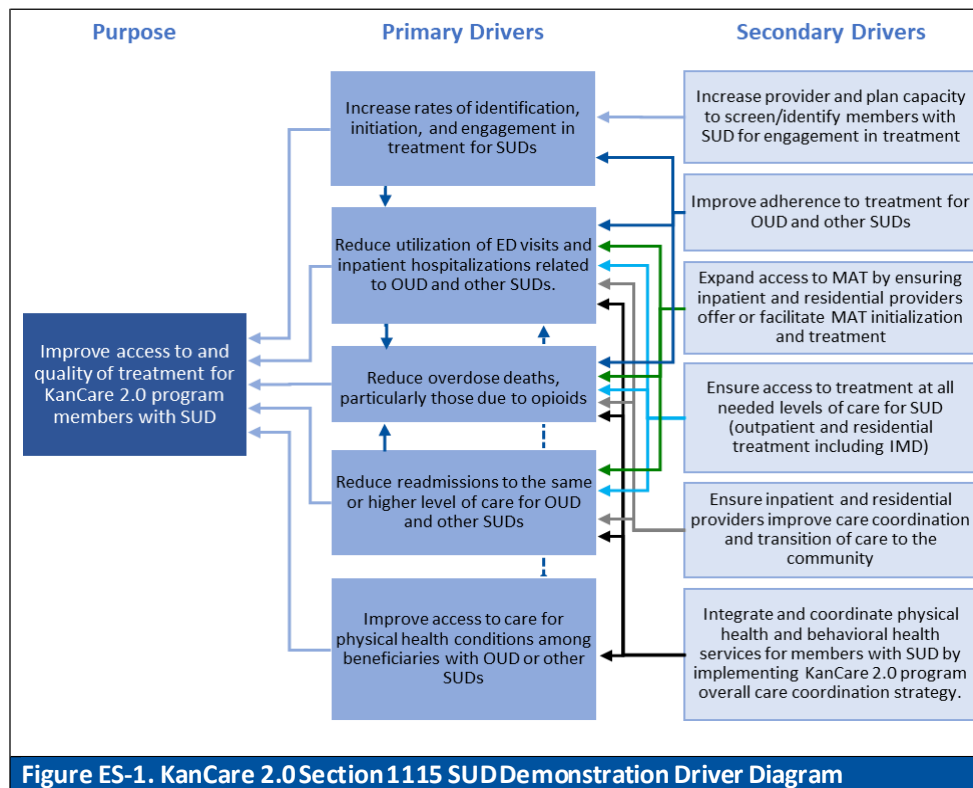 Purpose
Primary Drivers
Secondary Drivers
Improve access to and
quality of treatment for
KanCare 2.0 program
members with SUD
Increase rates of identification,
initiation, and engagement in
treatment for SUDs
Reduce utilization of ED visits and
inpatient hospitalizations related
to OUD and other SUDs.
Reduce overdose deaths,
particularly those due to opioids
Reduce readmissions to the same
or higher level of care for OUD
and other SUDs
Improve access to care for
physical health conditions among
beneficiaries with OUD or other
SUDs
Increase provider and plan capacity
to screen/identify members with
SUD for engagement in treatment
Improve adherence to treatment for
OUD and other SUDs
Expand access to MAT by ensuring
inpatient and residential providers
offer or facilitate MAT initialization
and treatment
Ensure access to treatment at all
needed levels of care for SUD
(outpatient and residential
treatment including IMD)
Ensure inpatient and residential
providers improve care coordination
and transition of care to the
community
Integrate and coordinate physical
health and behavioral health
services for members with SUD by
implementing KanCare 2.0 program
overall care coordination strategy.
Figure ES-1. KanCare 2.0 Section 1115 SUD Demonstration Driver Diagram